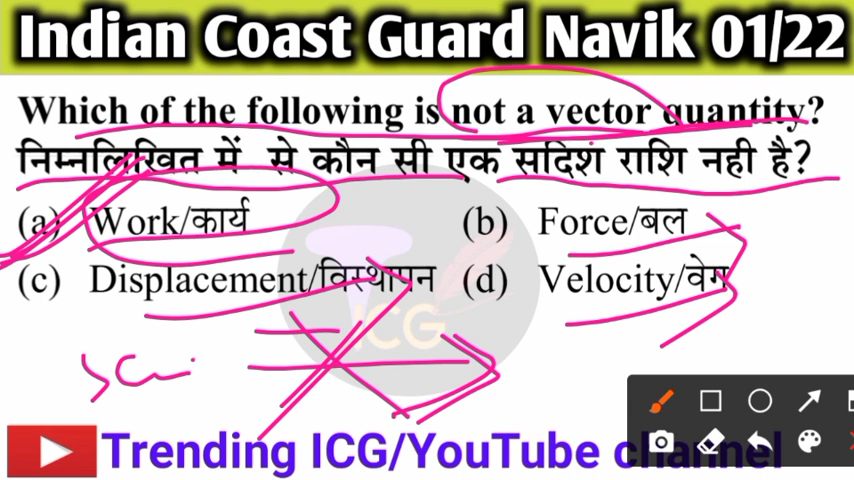 Indian Coast Guard Navik 01/22
Which of the following is not a vector quantity?
निम्नलिखित में से कौन सी एक सदिश राशि नही है?
(a) Work/कार्य (b) Force/बल
(c) Displacement/विस्थापन (d) Velocity/वेग
ICG
Trending ICG/YouTube channel